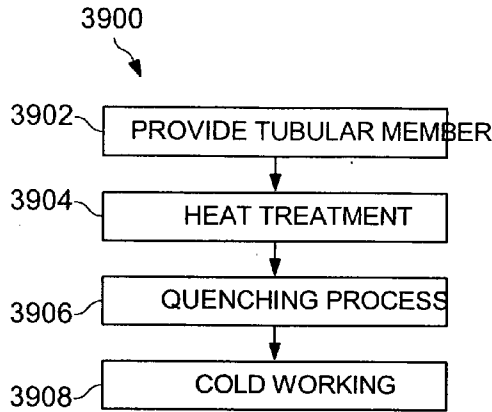 3900
3902
PROVIDE TUBULAR MEMBER
3904
HEAT TREATMENT
3906
QUENCHING PROCESS
3908
COLD WORKING